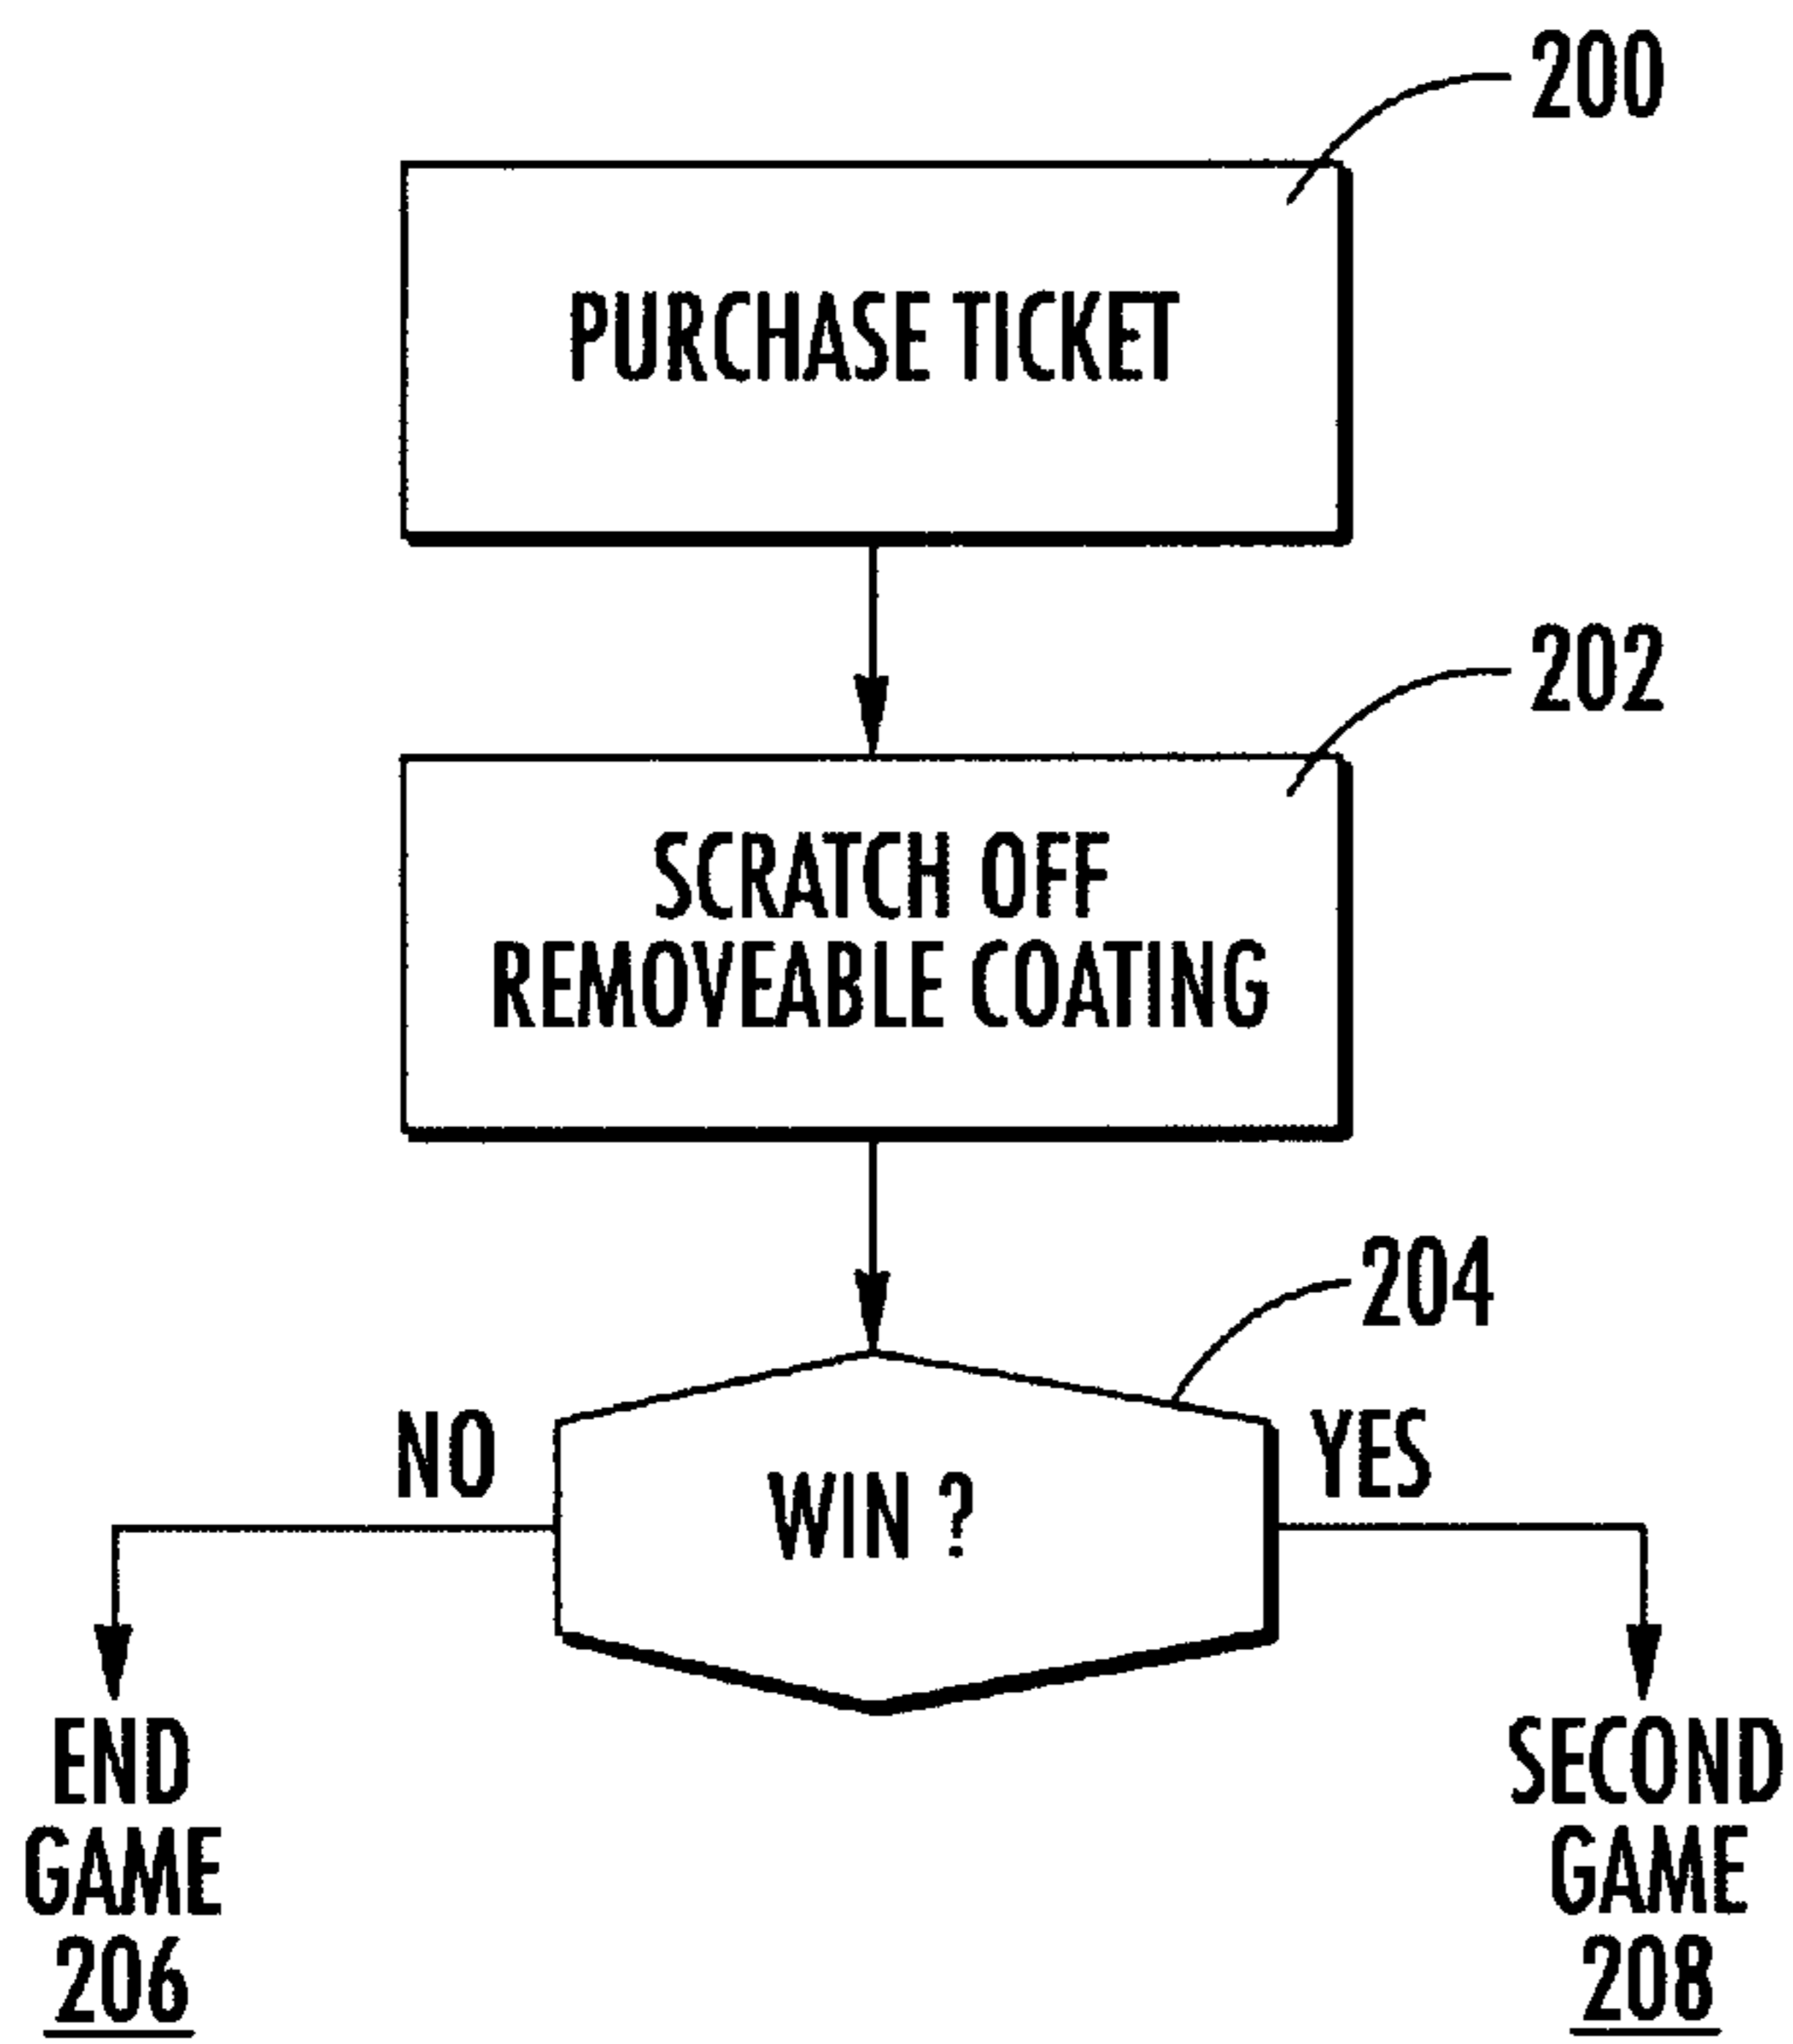 200
PURCHASE TICKET
202
SCRATCH OFF
REMOVEABLE COATING
204
NO
YES
WIN ?
END
GAME
206
SECOND
GAME
208